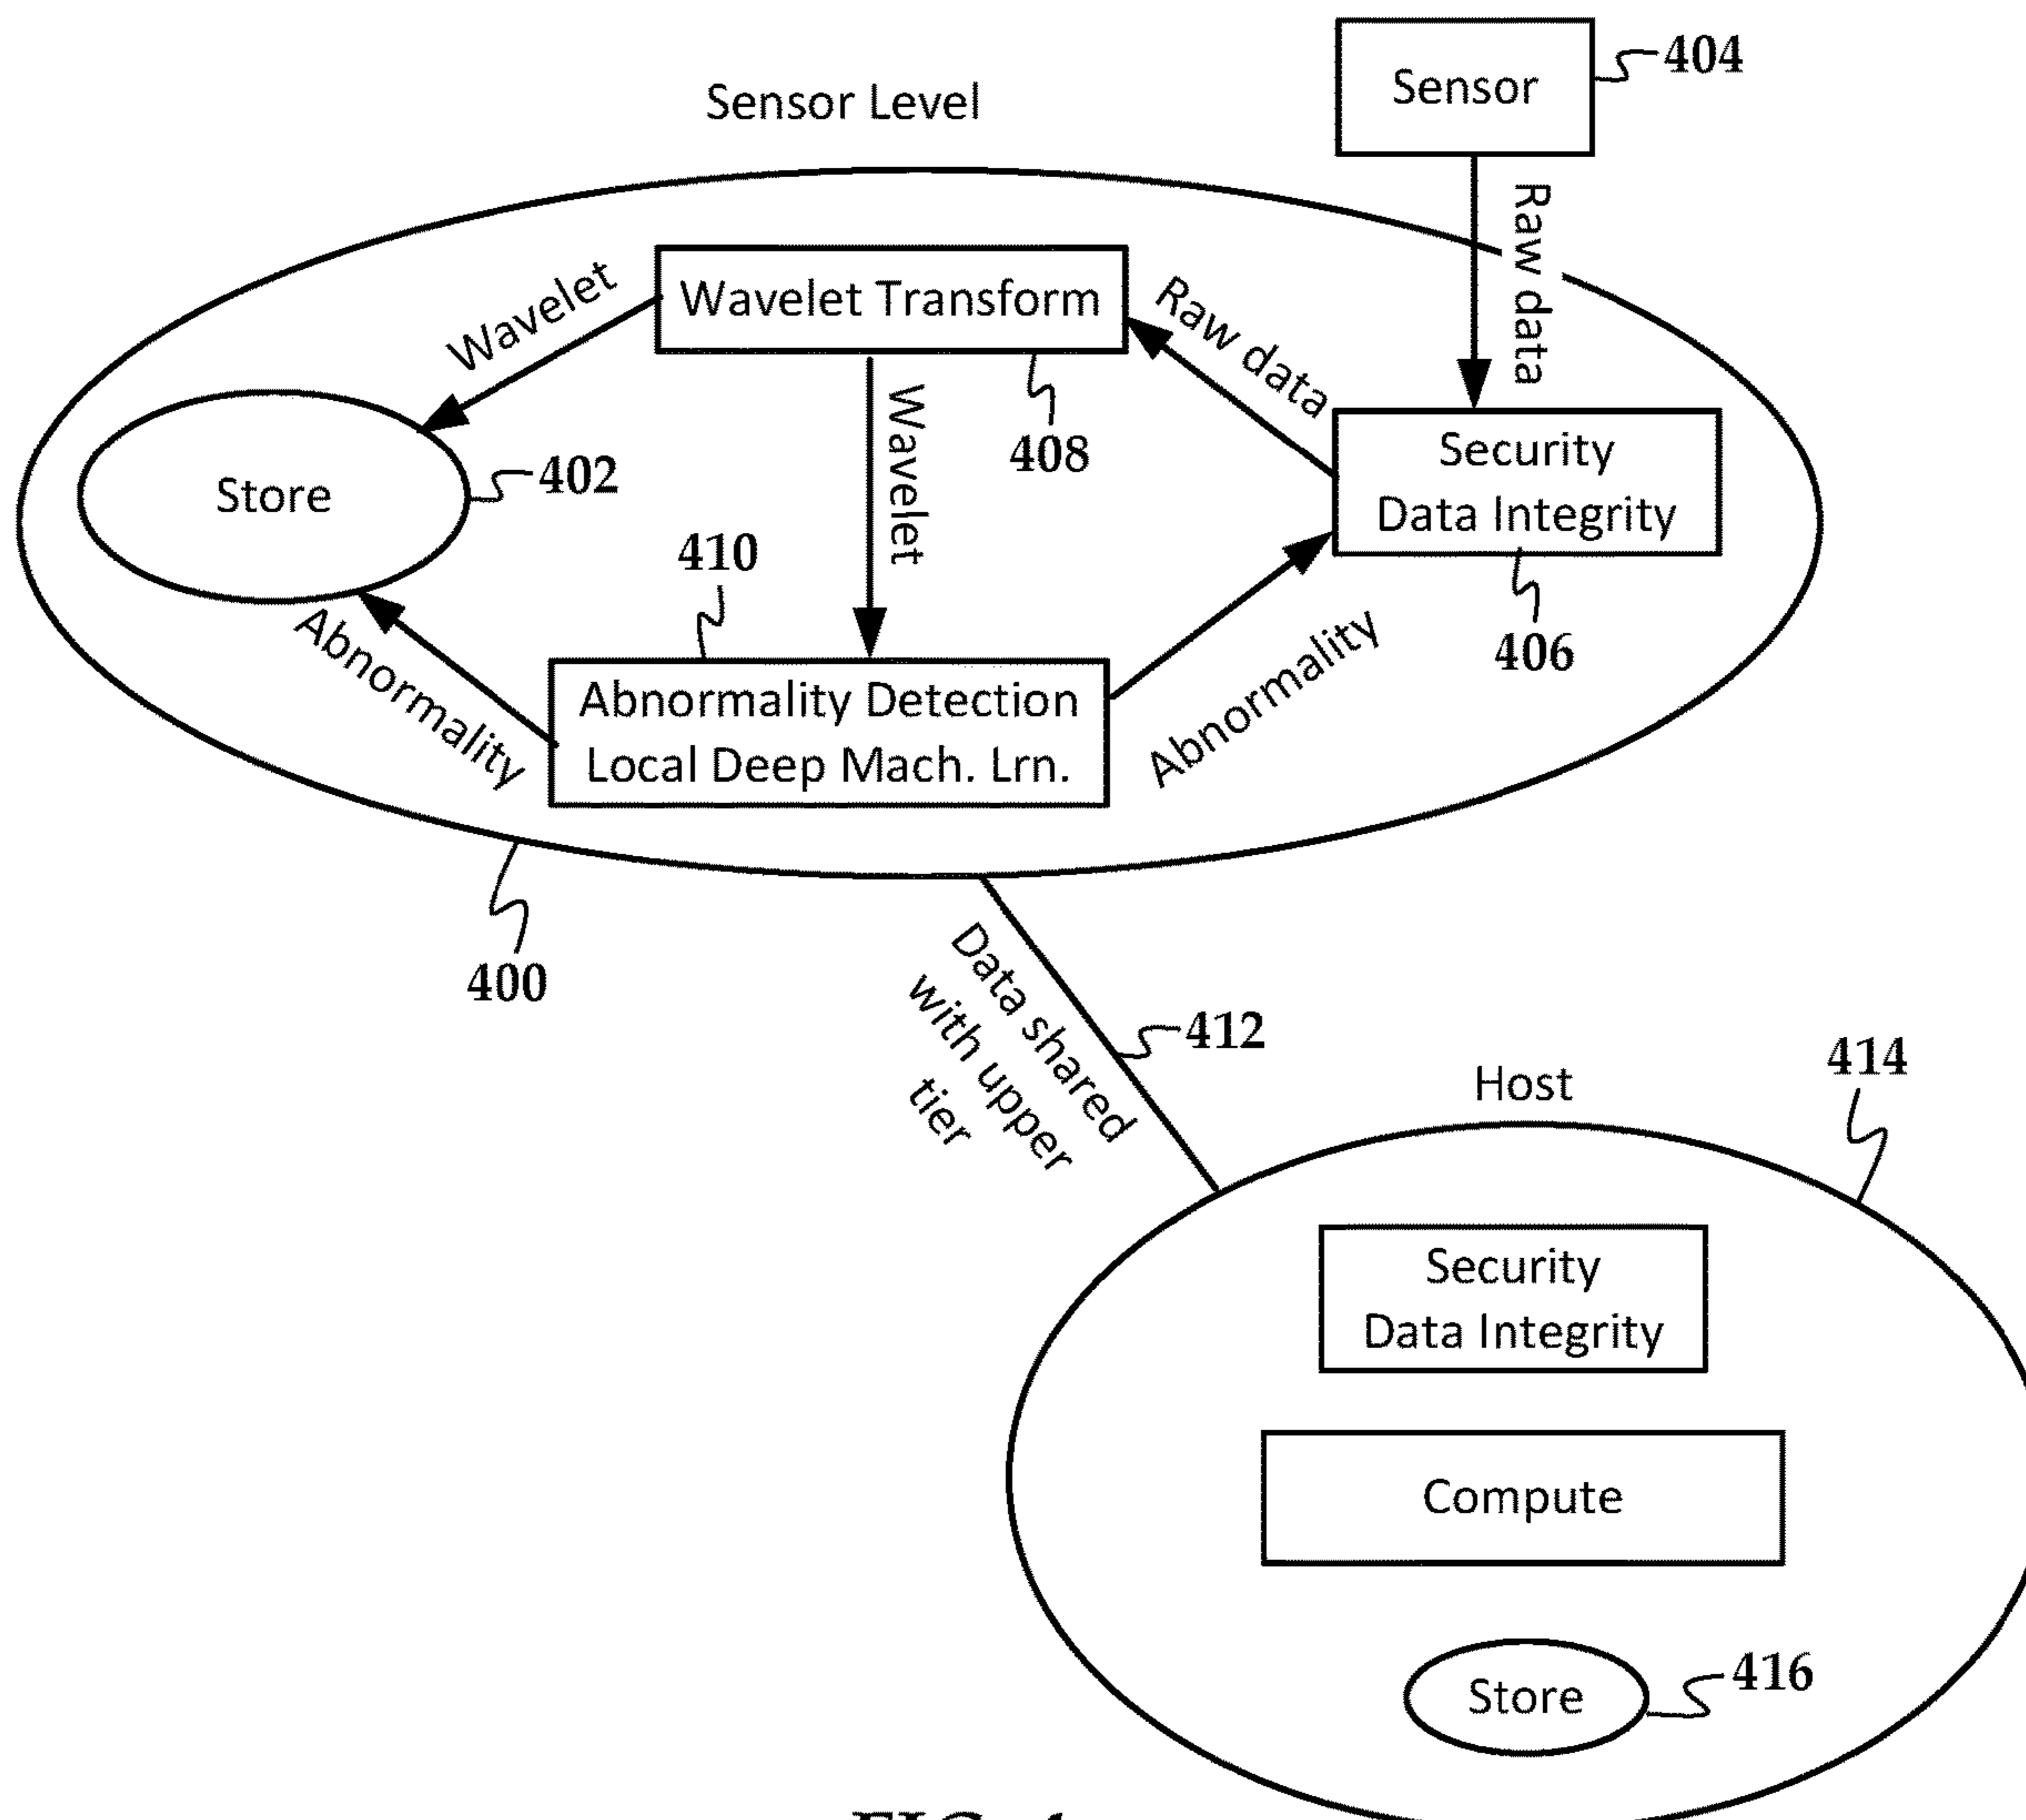 Sensor
404
Sensor Level
Raw data
Wavelet Transform
Wavelet
Raw data
408
Wavelet
Security
Data Integrity
406
Store
402
410
Abnormality Detection
Local Deep Mach. Lrn.
Abnormality
Abnormality
400
Data shared
with upper
tier
412
Host
414
Security
Data Integrity
Compute
Store
416